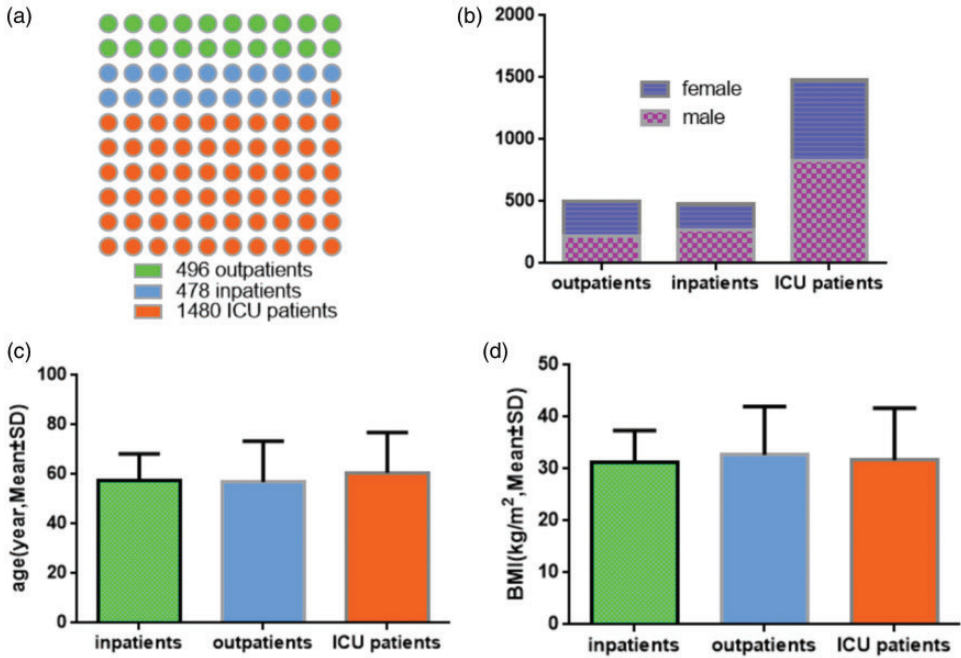 (a)
496 outpatients
478 inpatients
1480 ICU patients
(b)
2000
1500
1000
500
0
female
male
outpatients inpatients ICU patients
(c)
age(year,Mean±SD)
100
80
60
40
20
0
inpatients outpatients ICU patients
(d)
BMI(kg/m²,Mean±SD)
50
40
30
20
10
0
inpatients outpatients ICU patients